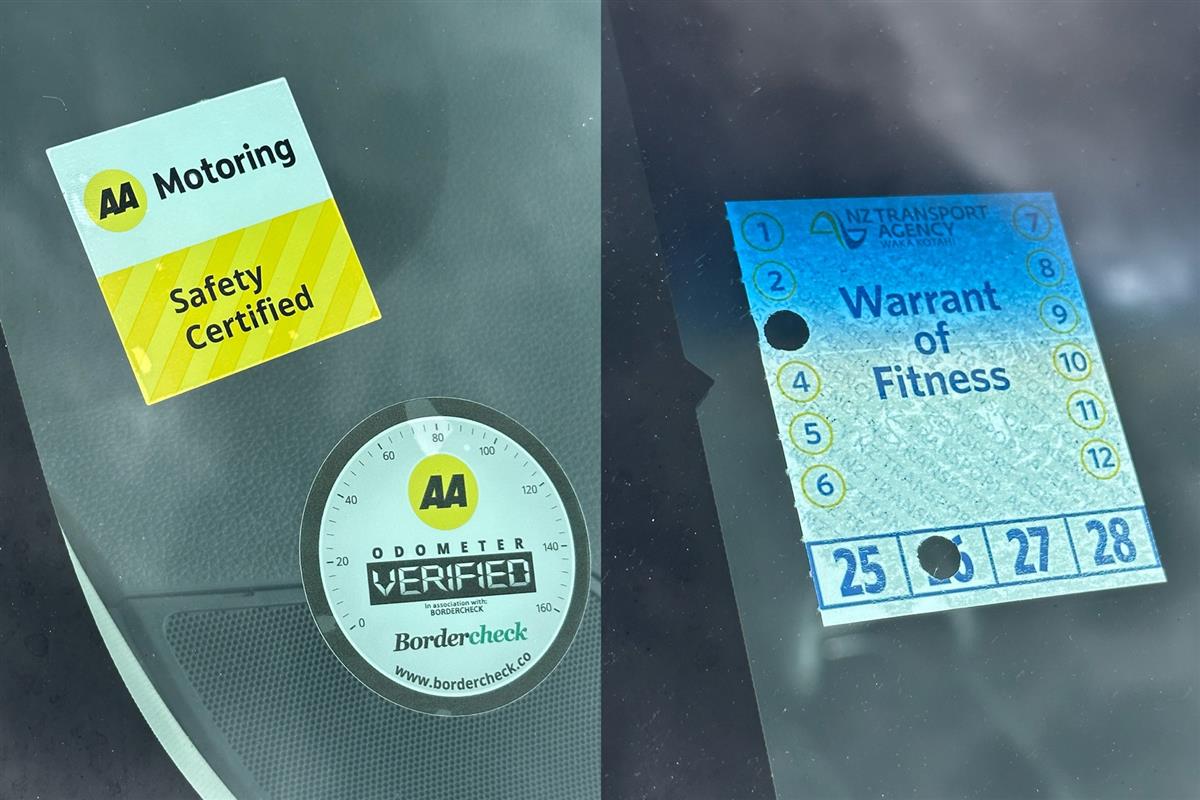 AA Motoring
Safety
Certified
0
20
40
60
80
100
120
140
160
AA
ODOMETER
VERIFIED
In association with:
BORDERCHECK
Bordercheck
www.bordercheck.co
NZ TRANSPORT
AGENCY
WAKA KOTAHI
Warrant
of
Fitness
1
2
4
5
6
7
8
9
10
11
12
25 27 28